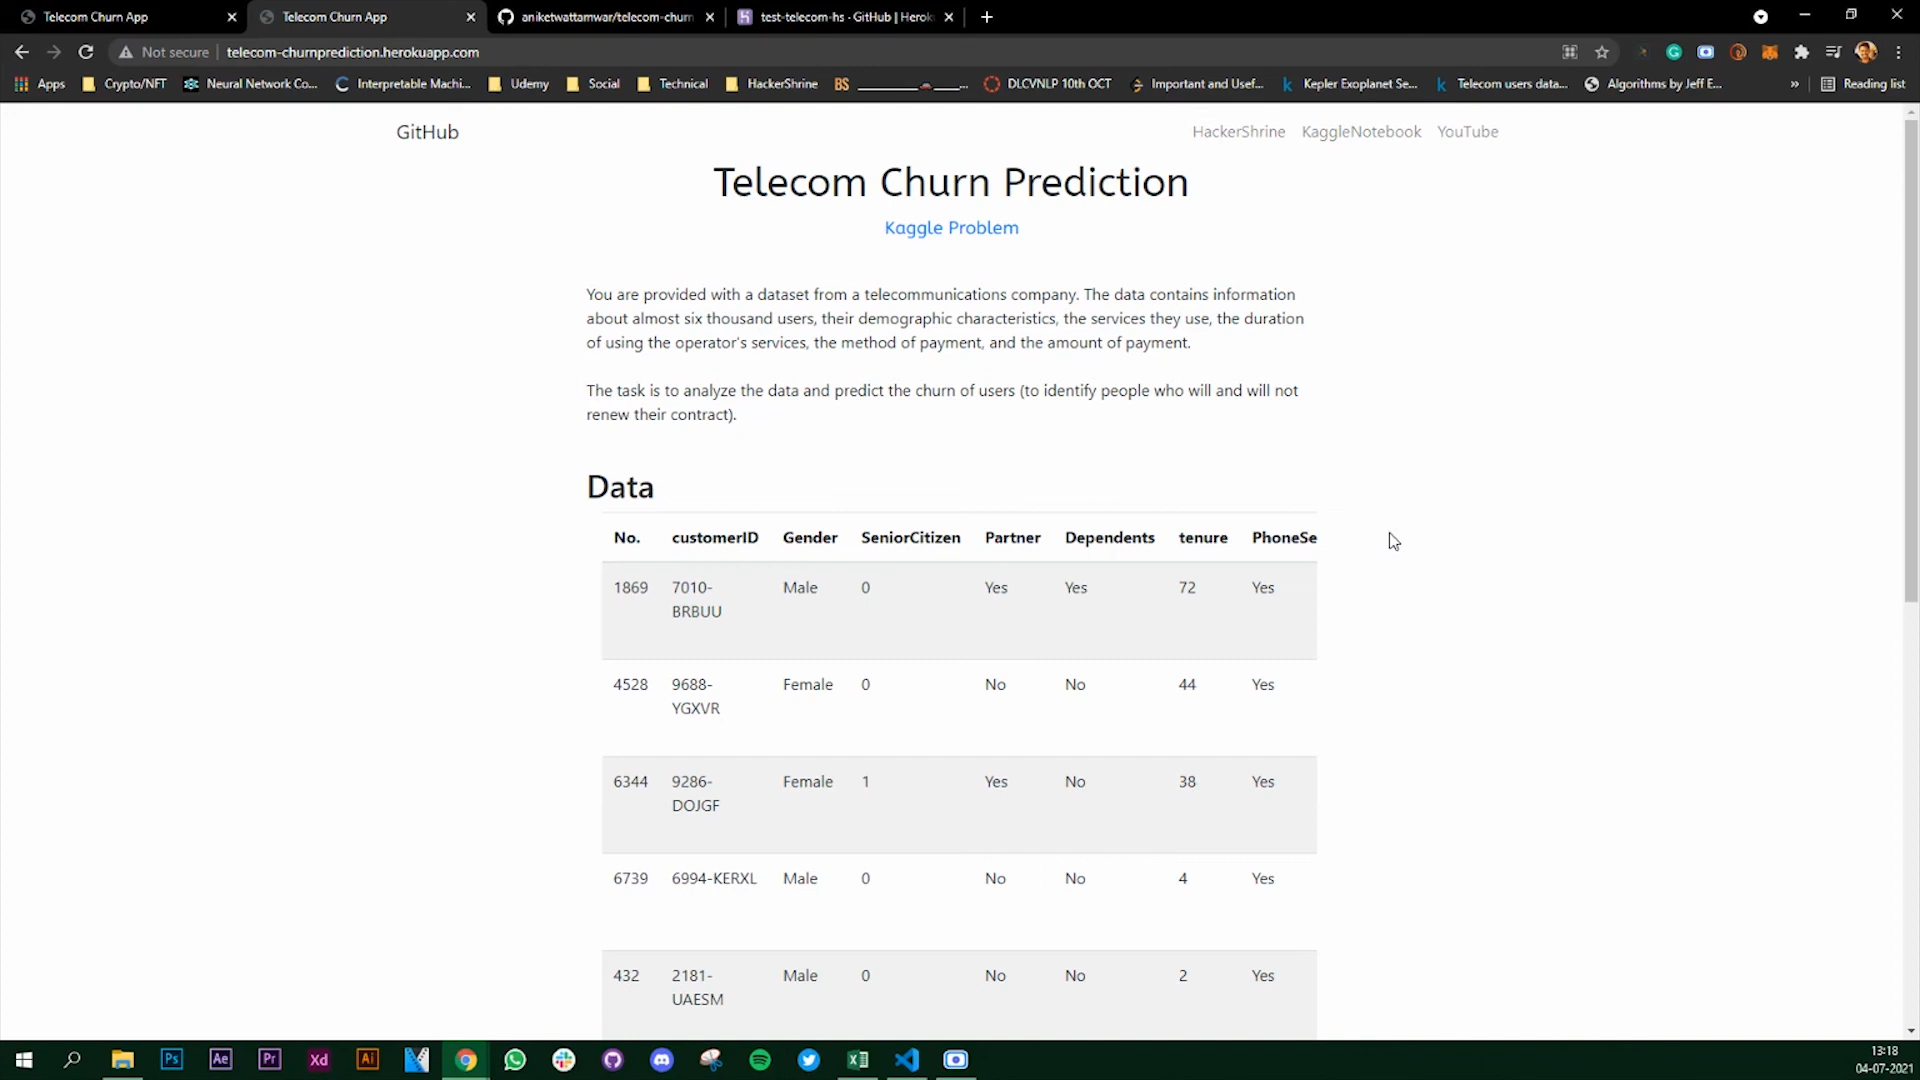 Telecom Churn App
Telecom Churn App
aniketwattamwar/telecom-churn
test-telecom-hs · GitHub | Herok
Not secure
telecom-churnprediction.herokuapp.com
Apps
Crypto/NFT
Neural Network Co...
Interpretable Machi...
Udemy
Social
Technical
HackerShrine
BS
DLCVNLP 10th OCT
Important and Usef...
Kepler Exoplanet Se...
Telecom users data...
Algorithms by Jeff E...
»
Reading list
GitHub
HackerShrine KaggleNotebook YouTube
Telecom Churn Prediction
Kaggle Problem
You are provided with a dataset from a telecommunications company. The data contains information
about almost six thousand users, their demographic characteristics, the services they use, the duration
of using the operator's services, the method of payment, and the amount of payment.
The task is to analyze the data and predict the churn of users (to identify people who will and will not
renew their contract).
Data
No. customerID Gender SeniorCitizen Partner Dependents tenure PhoneSe
1869 7010- Male 0 Yes Yes 72 Yes
BRBUU
4528 9688- Female 0 No No 44 Yes
YGXVR
6344 9286- Female 1 Yes No 38 Yes
DOJGF
6739 6994-KERXL Male 0 No No 4 Yes
432 2181- Male 0 No No 2 Yes
UAESM
Ps
Ae
Pr
Xd
Ai
13:18
04-07-2021